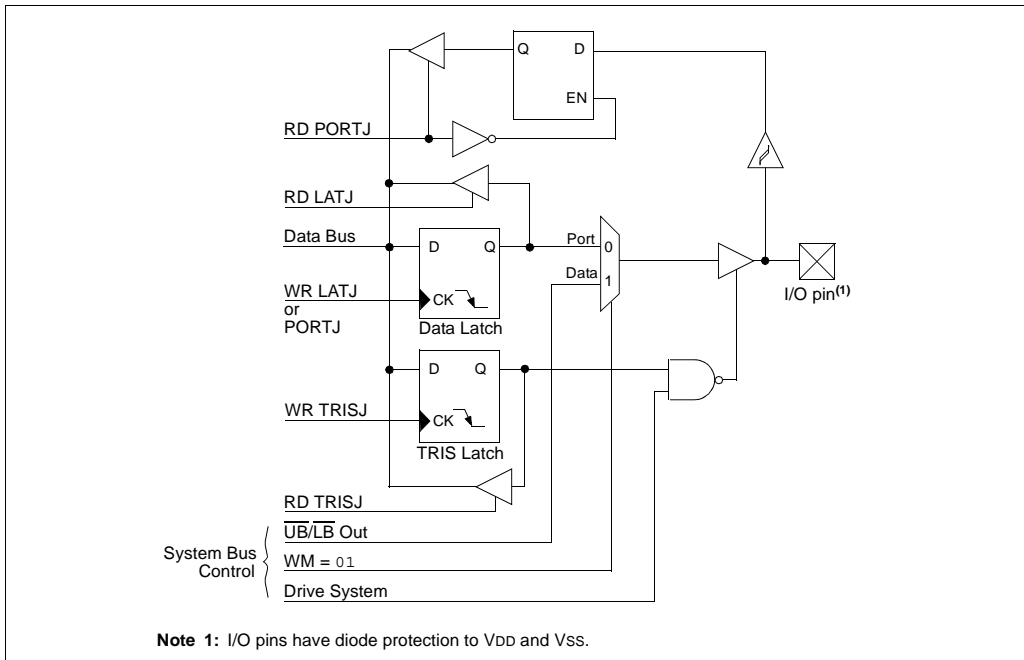 Q D
EN
RD PORTJ
RD LATJ
Data Bus
D Q
Port
0
Data
1
WR LATJ
or
PORTJ
CK
Data Latch
I/O pin(1)
D Q
WR TRISJ
CK
TRIS Latch
RD TRISJ
U̅B̅/L̅B̅ Out
System Bus
Control
WM = 01
Drive System
Note 1: I/O pins have diode protection to VDD and VSS.